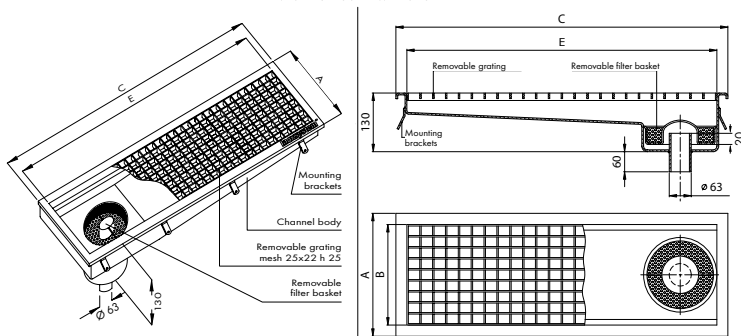 C
E
A
Mounting
brackets
Channel body
Removable grating
mesh 25x22 h 25
Removable
filter basket
130
Ø 63
C
E
Removable grating
Removable filter basket
130
Mounting
brackets
60
20
ø 63
A
B